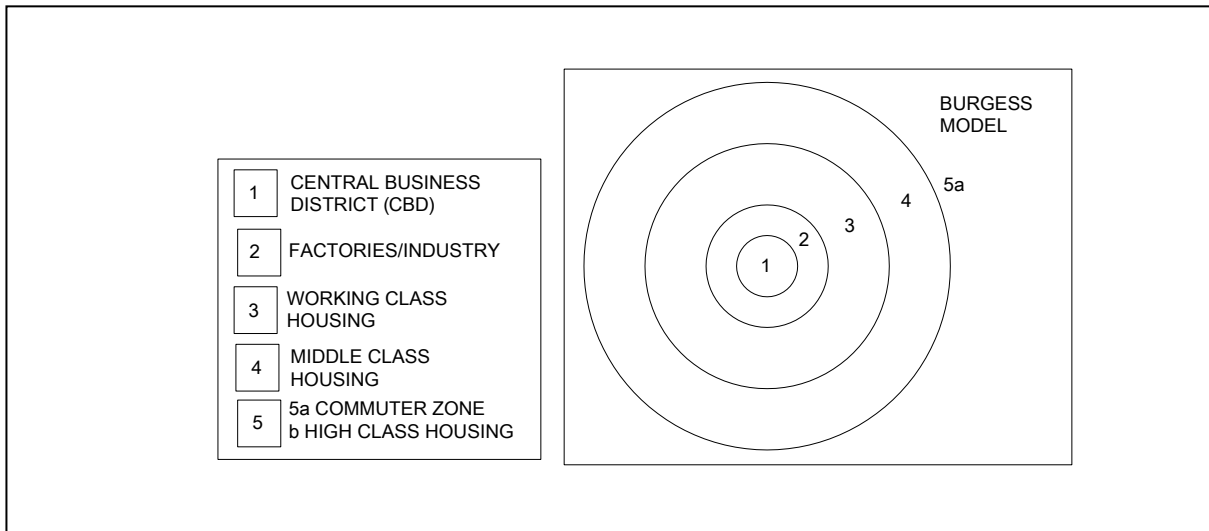 1
CENTRAL BUSINESS
DISTRICT (CBD)
2
FACTORIES/INDUSTRY
3
WORKING CLASS
HOUSING
4
MIDDLE CLASS
HOUSING
5
5a COMMUTER ZONE
b HIGH CLASS HOUSING
BURGESS
MODEL
5a
4
3
2
1